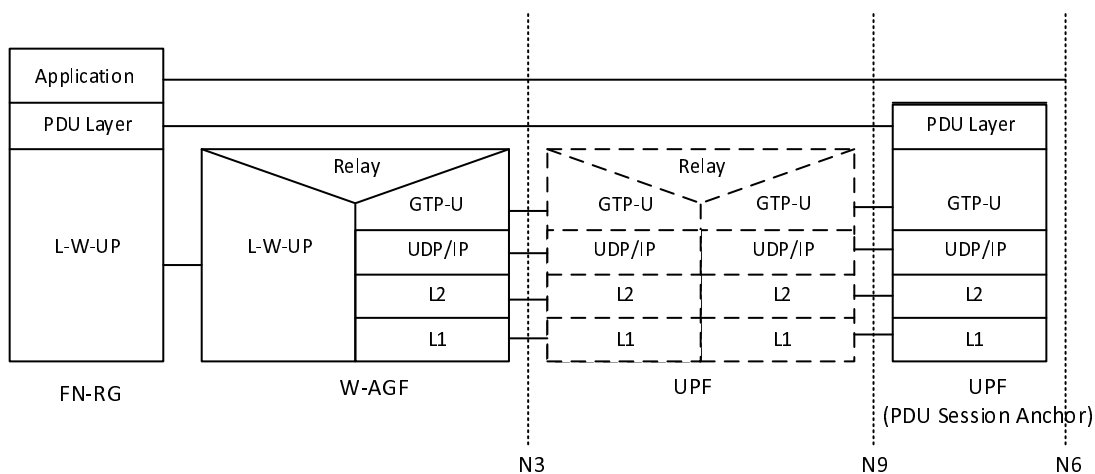 Application
PDU Layer
PDU Layer
Relay
Relay
GTP-U
GTP-U
GTP-U
GTP-U
L-W-UP
L-W-UP
UDP/IP
UDP/IP
UDP/IP
UDP/IP
L2
L2
L2
L2
L1
L1
L1
L1
FN-RG
W-AGF
UPF
UPF
(PDU Session Anchor)
N3
N9
N6